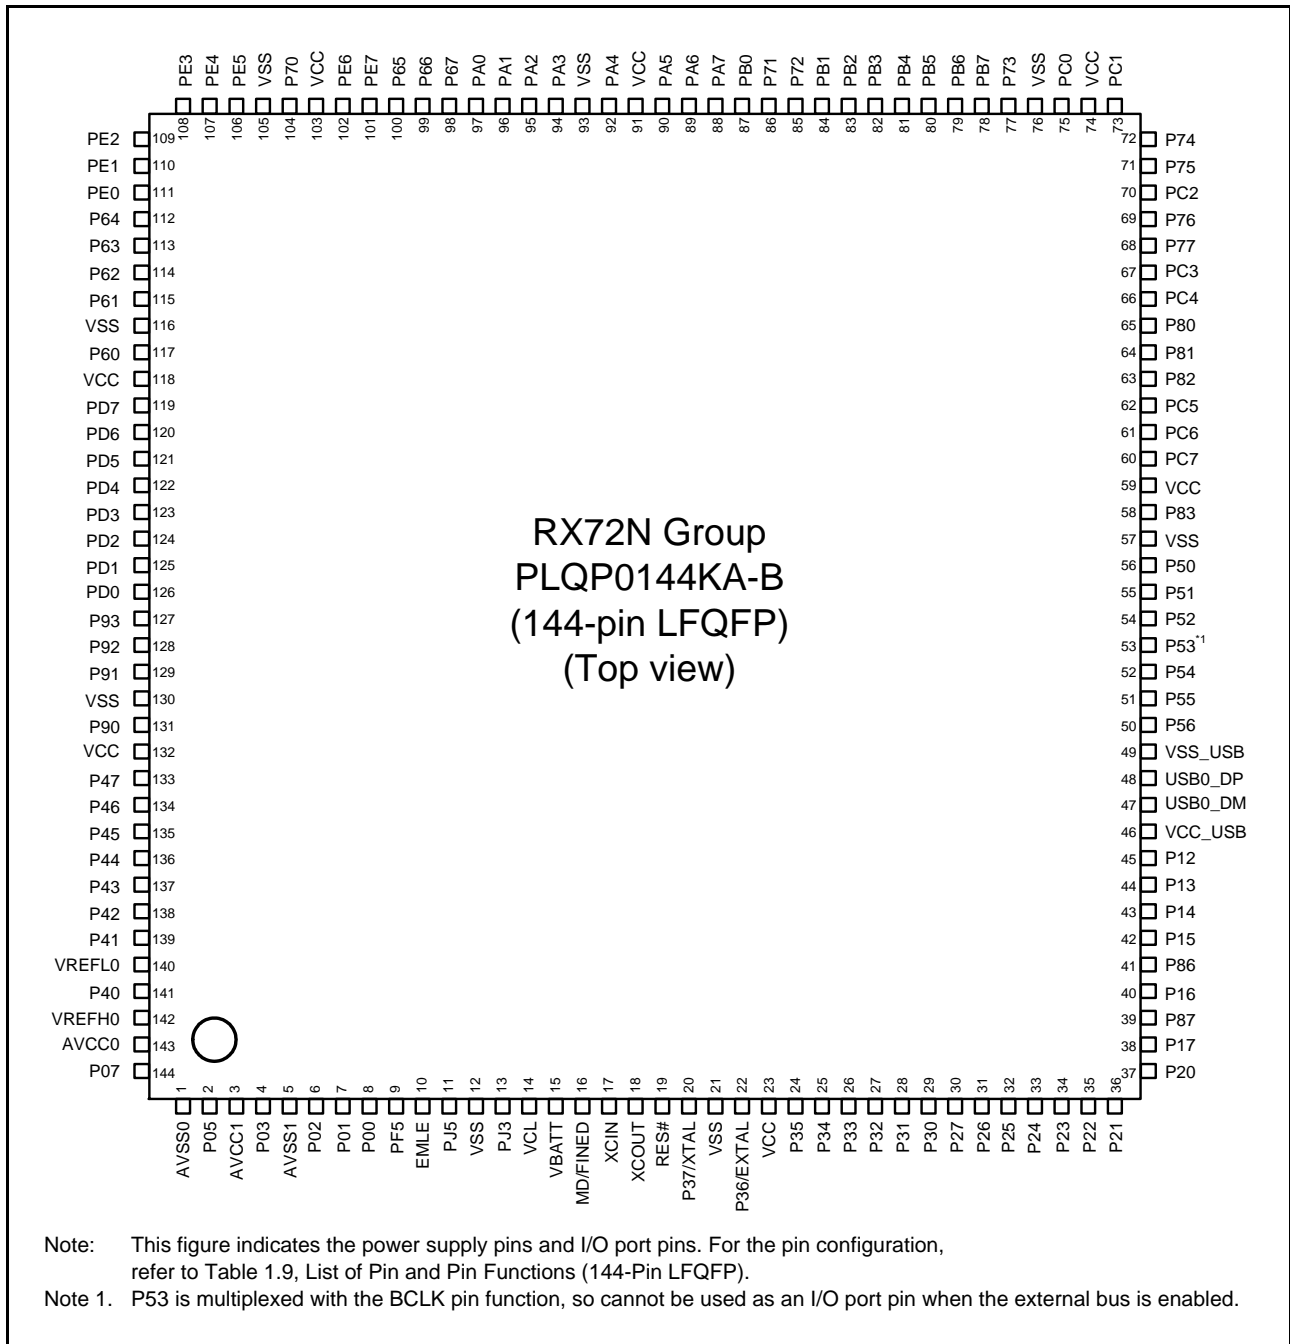 PE3 PE4 PE5 VSS P70 VCC PE6 PE7 P65 P66 P67 PA0 PA1 PA2 PA3 VSS PA4 VCC PA5 PA6 PA7 PB0 P71 P72 PB1 PB2 PB3 PB4 PB5 PB6 PB7 P73 VSS PC0 VCC PC1
108 107 106 105 104 103 102 101 100 99 98 97 96 95 94 93 92 91 90 89 88 87 86 85 84 83 82 81 80 79 78 77 76 75 74 73
PE2 109 72 P74
PE1 110 71 P75
PE0 111 70 PC2
P64 112 69 P76
P63 113 68 P77
P62 114 67 PC3
P61 115 66 PC4
VSS 116 65 P80
P60 117 64 P81
VCC 118 63 P82
PD7 119 62 PC5
PD6 120 61 PC6
PD5 121 60 PC7
PD4 122 59 VCC
PD3 123 58 P83
PD2 124 57 VSS
PD1 125 56 P50
PD0 126 55 P51
P93 127 54 P52
P92 128 53 P53*1
P91 129 52 P54
VSS 130 51 P55
P90 131 50 P56
VCC 132 49 VSS_USB
P47 133 48 USB0_DP
P46 134 47 USB0_DM
P45 135 46 VCC_USB
P44 136 45 P12
P43 137 44 P13
P42 138 43 P14
P41 139 42 P15
VREFL0 140 41 P86
P40 141 40 P16
VREFH0 142 39 P87
AVCC0 143 38 P17
P07 144 37 P20
RX72N Group
PLQP0144KA-B
(144-pin LFQFP)
(Top view)
1 2 3 4 5 6 7 8 9 10 11 12 13 14 15 16 17 18 19 20 21 22 23 24 25 26 27 28 29 30 31 32 33 34 35 36
AVSS0 P05 AVCC1 P03 AVSS1 P02 P01 P00 PF5 EMLE PJ5 VSS PJ3 VCL VBATT MD/FINED XCIN XCOUT RES# P37/XTAL VSS P36/EXTAL VCC P35 P34 P33 P32 P31 P30 P27 P26 P25 P24 P23 P22 P21
Note: This figure indicates the power supply pins and I/O port pins. For the pin configuration,
refer to Table 1.9, List of Pin and Pin Functions (144-Pin LFQFP).
Note 1. P53 is multiplexed with the BCLK pin function, so cannot be used as an I/O port pin when the external bus is enabled.